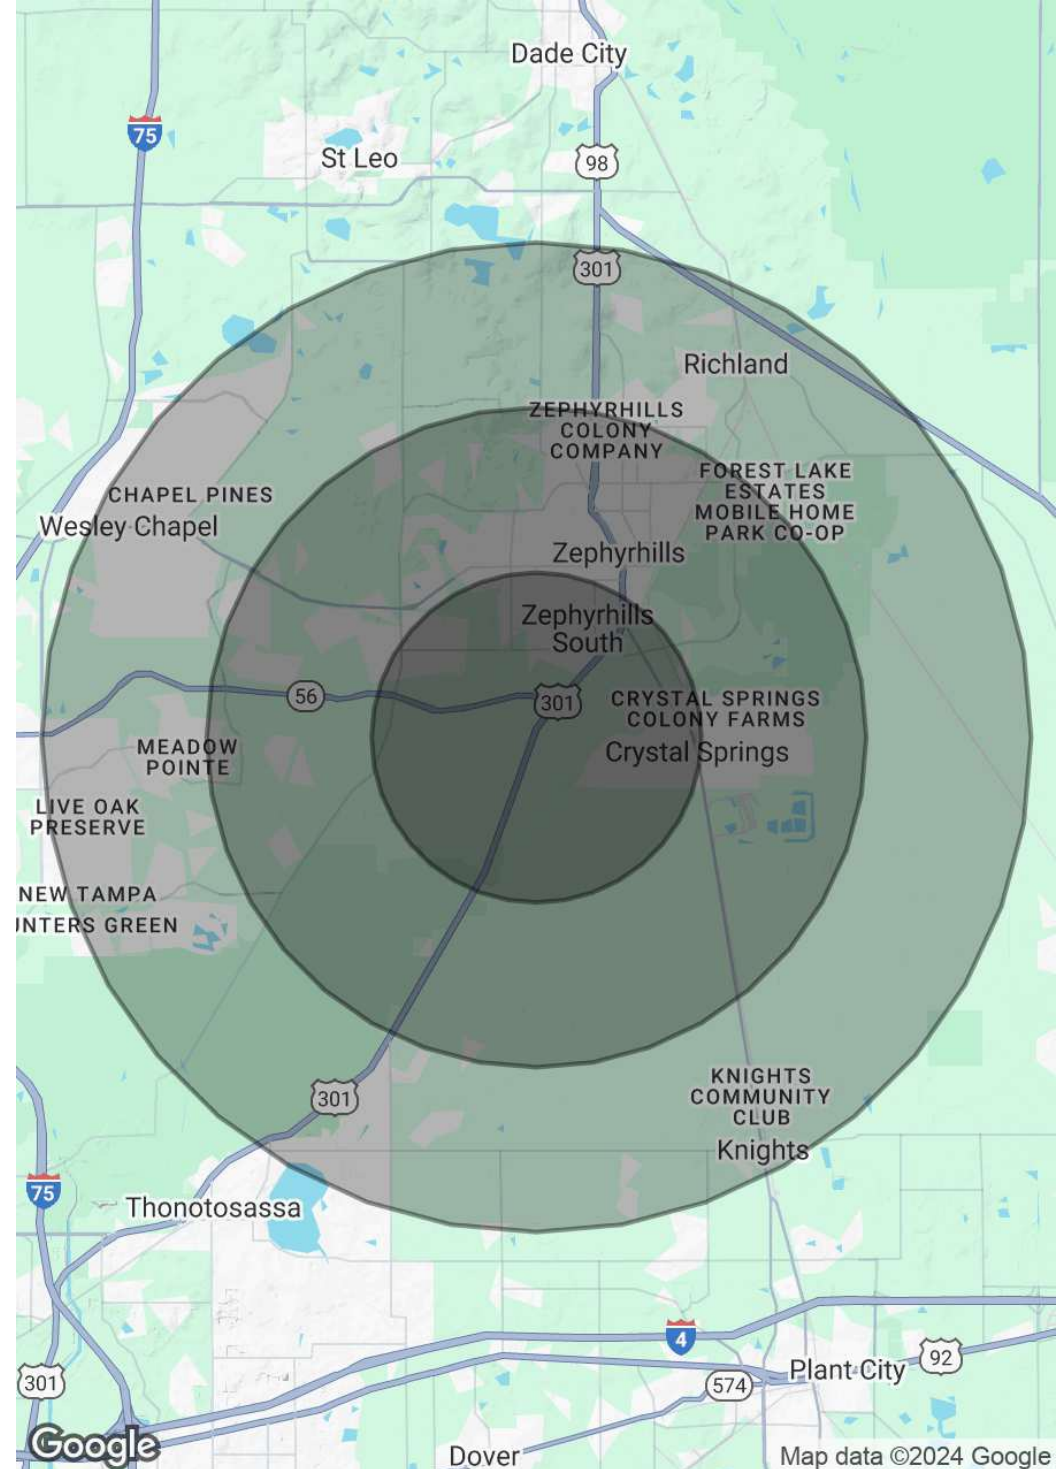 Dade City
75
St Leo
98
301
Richland
ZEPHYRHILLS
COLONY
COMPANY
FOREST LAKE
ESTATES
MOBILE HOME
PARK CO-OP
CHAPEL PINES
Wesley Chapel
Zephyrhills
Zephyrhills
South
56
301
CRYSTAL SPRINGS
COLONY FARMS
Crystal Springs
MEADOW
POINTE
LIVE OAK
PRESERVE
NEW TAMPA
UNTERS GREEN
KNIGHTS
COMMUNITY
CLUB
Knights
301
75
Thonotosassa
4
92
Plant City
301
574
Google
Dover
Map data ©2024 Google